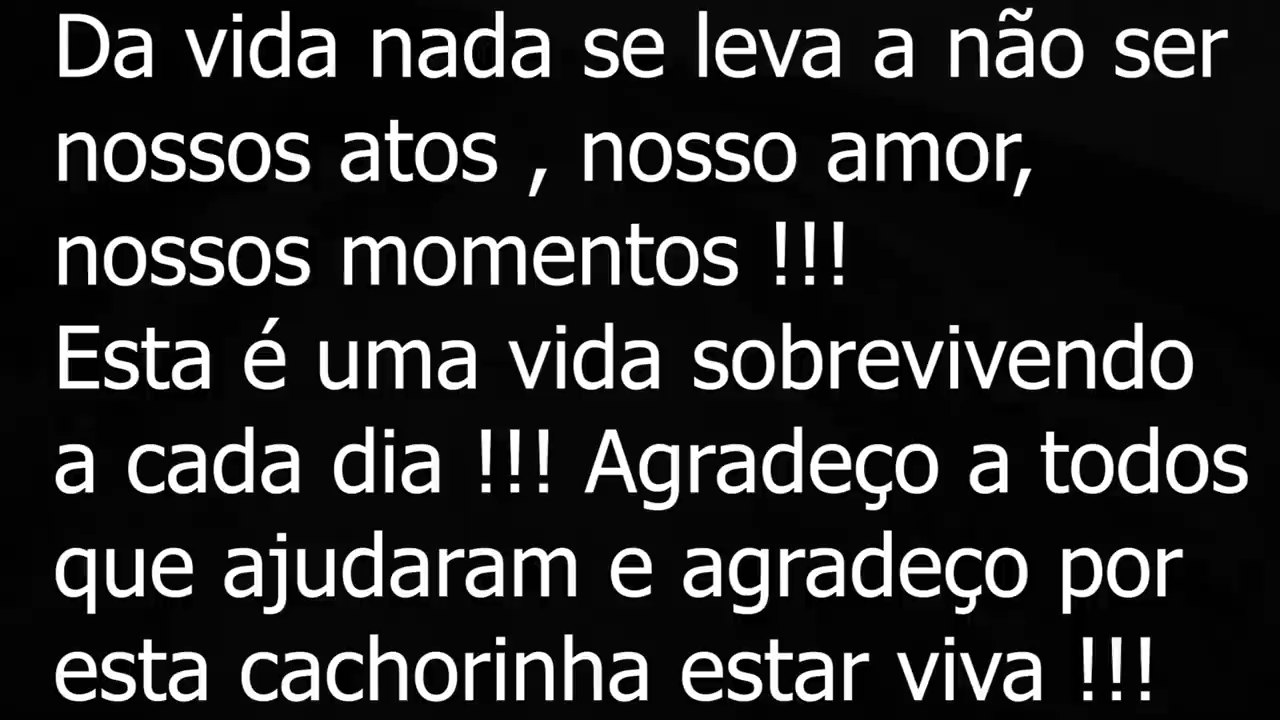 Da vida nada se leva a não ser
nossos atos , nosso amor,
nossos momentos !!!
Esta é uma vida sobrevivendo
a cada dia !!! Agradeço a todos
que ajudaram e agradeço por
esta cachorinha estar viva !!!